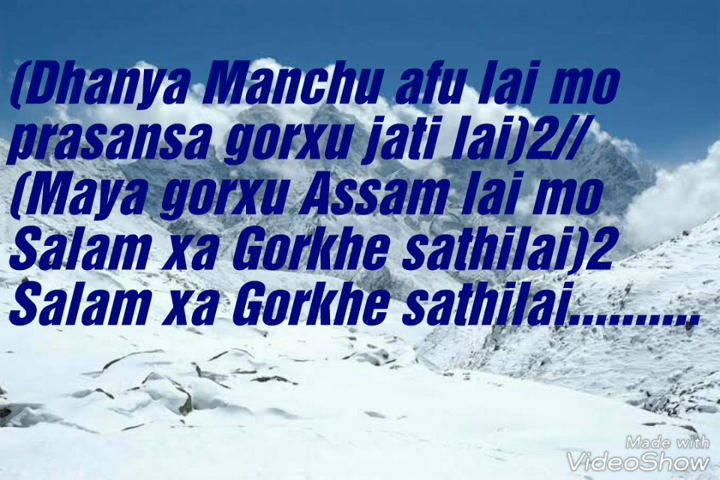 (Dhanya Manchu afu lai mo
prasansa gorxu jati lai)2//
(Maya gorxu Assam lai mo
Salam xa Gorkhe sathilai)2
Salam xa Gorkhe sathilai..........
Made with
VideoShow